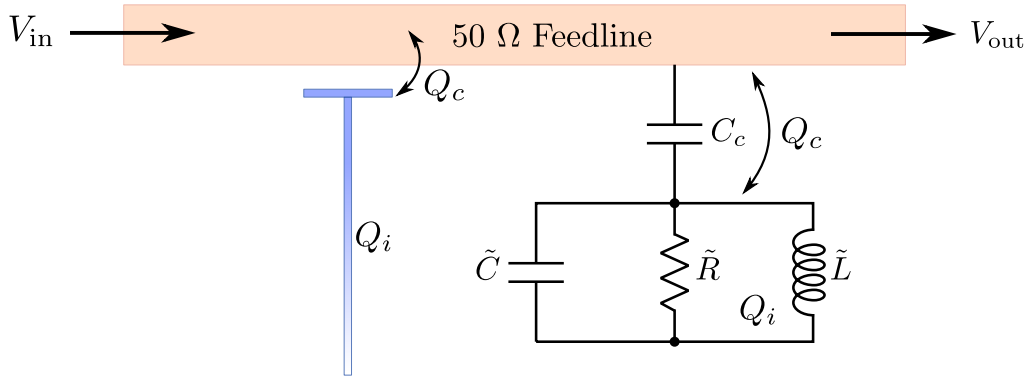 V_in 50 Ω Feedline V_out
Q_c
C_c Q_c
Q_i C̃ R̃ L̃
Q_i